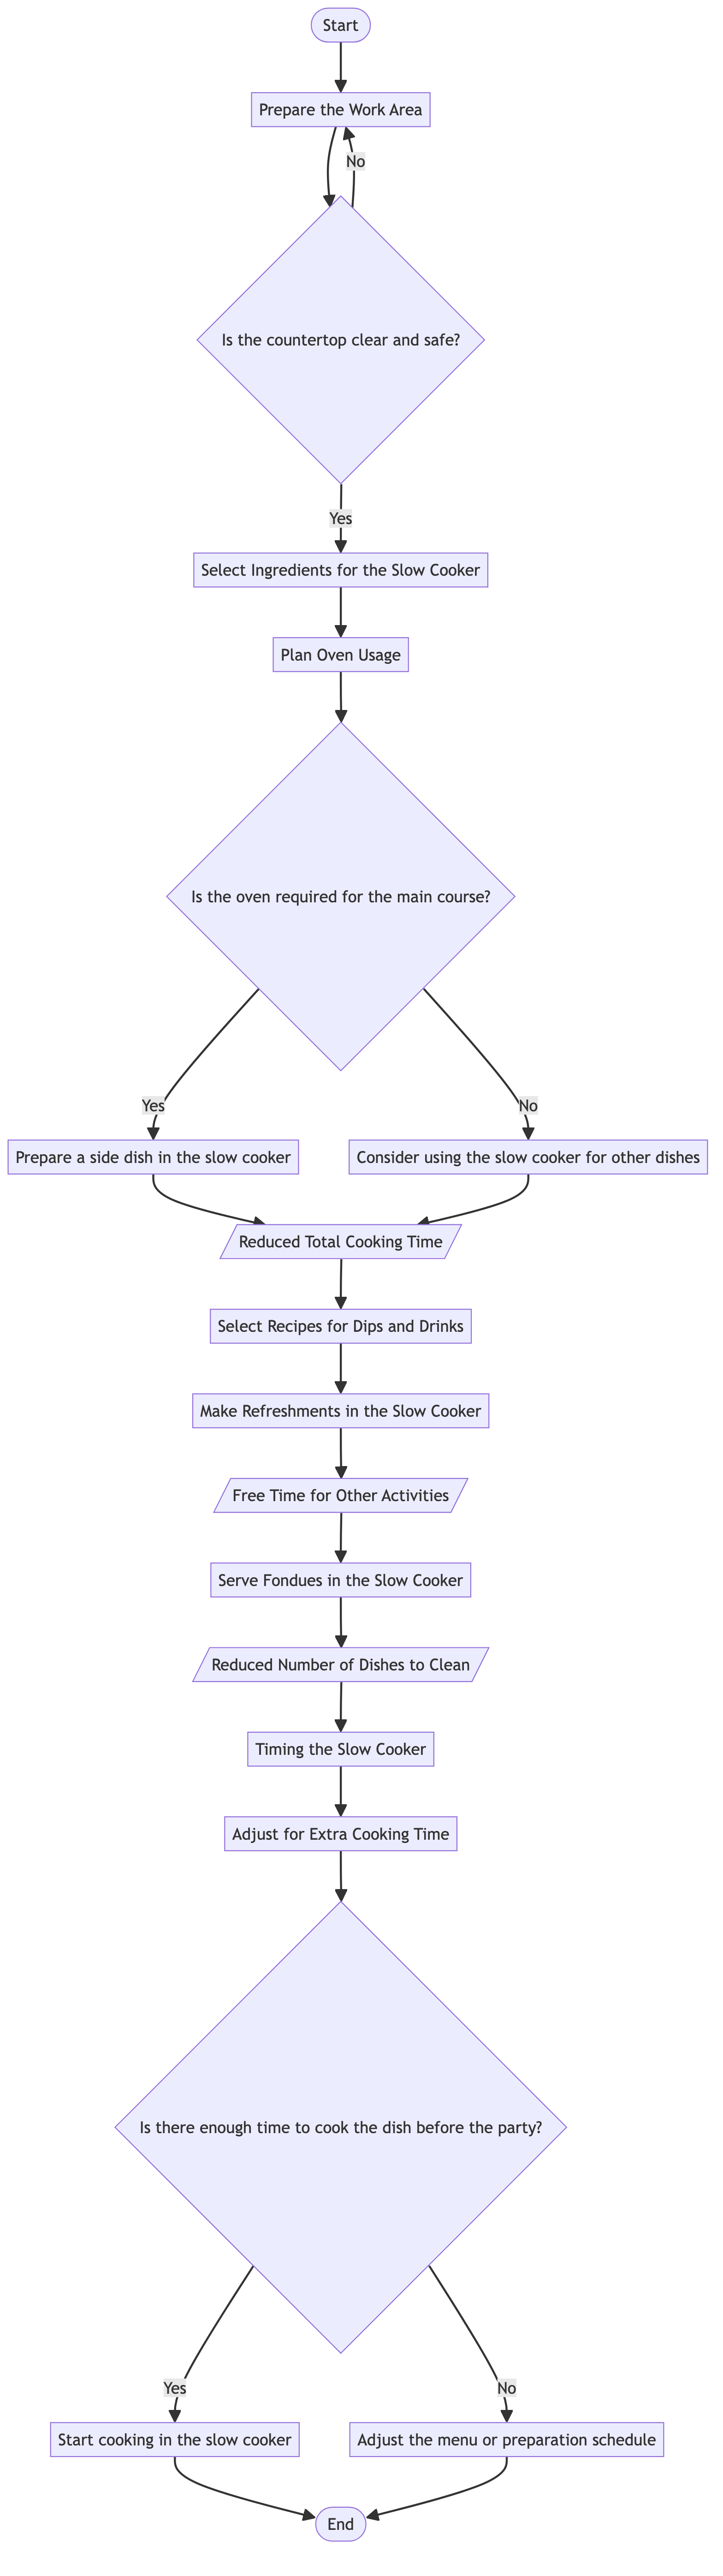 Start
Prepare the Work Area
No
Is the countertop clear and safe?
Yes
Select Ingredients for the Slow Cooker
Plan Oven Usage
Is the oven required for the main course?
Yes
No
Prepare a side dish in the slow cooker
Consider using the slow cooker for other dishes
Reduced Total Cooking Time
Select Recipes for Dips and Drinks
Make Refreshments in the Slow Cooker
Free Time for Other Activities
Serve Fondues in the Slow Cooker
Reduced Number of Dishes to Clean
Timing the Slow Cooker
Adjust for Extra Cooking Time
Is there enough time to cook the dish before the party?
Yes
No
Start cooking in the slow cooker
Adjust the menu or preparation schedule
End